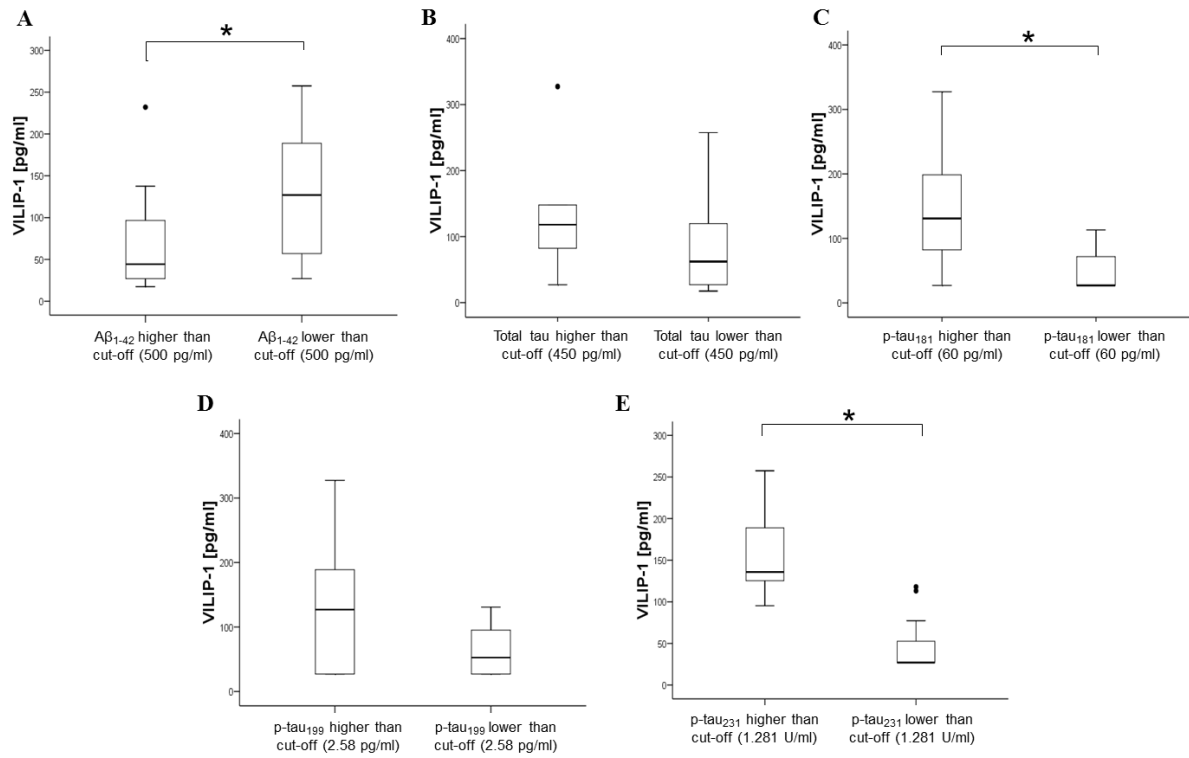 A
*
VILIP-1 [pg/ml]
300
250
200
150
100
50
0
Aβ1-42 higher than
cut-off (500 pg/ml)
Aβ1-42 lower than
cut-off (500 pg/ml)
B
VILIP-1 [pg/ml]
400
300
200
100
0
Total tau higher than
cut-off (450 pg/ml)
Total tau lower than
cut-off (450 pg/ml)
C
*
VILIP-1 [pg/ml]
400
300
200
100
0
p-tau181 higher than
cut-off (60 pg/ml)
p-tau181 lower than
cut-off (60 pg/ml)
D
VILIP-1 [pg/ml]
400
300
200
100
0
p-tau199 higher than
cut-off (2.58 pg/ml)
p-tau199 lower than
cut-off (2.58 pg/ml)
E
*
VILIP-1 [pg/ml]
300
250
200
150
100
50
0
p-tau231 higher than
cut-off (1.281 U/ml)
p-tau231 lower than
cut-off (1.281 U/ml)